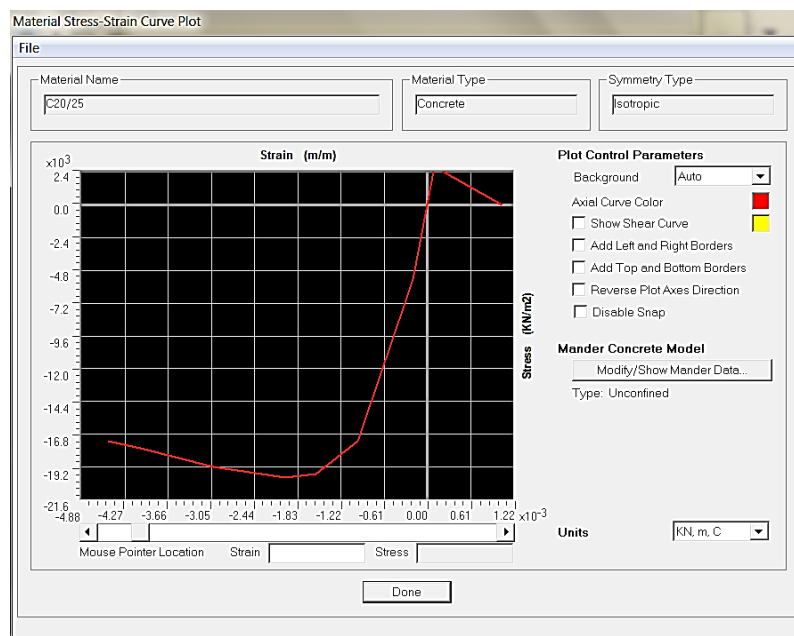 Material Stress-Strain Curve Plot
File
Material Name
C20/25
Material Type
Concrete
Symmetry Type
Isotropic
Strain (m/m)
x10 3
2.4
0.0
-2.4
-4.8
-7.2
-9.6
-12.0
-14.4
-16.8
-19.2
-21.6
-4.88 -4.27 -3.66 -3.05 -2.44 -1.83 -1.22 -0.61 0.00 0.61 1.22 x10 -3
Stress (KN/m2)
Mouse Pointer Location Strain Stress
Plot Control Parameters
Background Auto
Axial Curve Color
Show Shear Curve
Add Left and Right Borders
Add Top and Bottom Borders
Reverse Plot Axes Direction
Disable Snap
Mander Concrete Model
Modify/Show Mander Data...
Type: Unconfined
Units KN, m, C
Done